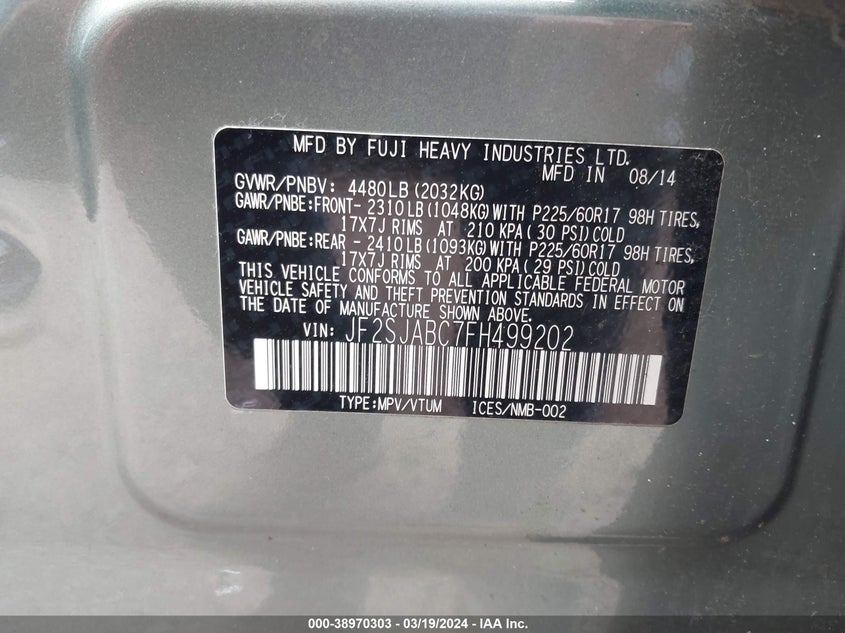 MFD BY FUJI HEAVY INDUSTRIES LTD.
MFD IN 08/14
GVWR/PNBV: 4480LB(2032KG)
GAWR/PNBE:FRONT- 2310LB(1048KG)WITH P225/60R17 98H TIRES,
17X7J RIMS AT 210 KPA(30 PSI)COLD
GAWR/PNBE:REAR - 2410LB(1093KG)WITH P225/60R17 98H TIRES,
17X7J RIMS AT 200 KPA(29 PSI)COLD
THIS VEHICLE CONFORMS TO ALL APPLICABLE FEDERAL MOTOR
VEHICLE SAFETY AND THEFT PREVENTION STANDARDS IN EFFECT ON
THE DATE OF MANUFACTURE SHOWN ABOVE.
VIN: JF2SJABC7FH499202
TYPE:MPV/VTUM ICES/NMB-002
000-38970303 - 03/19/2024 - IAA Inc.